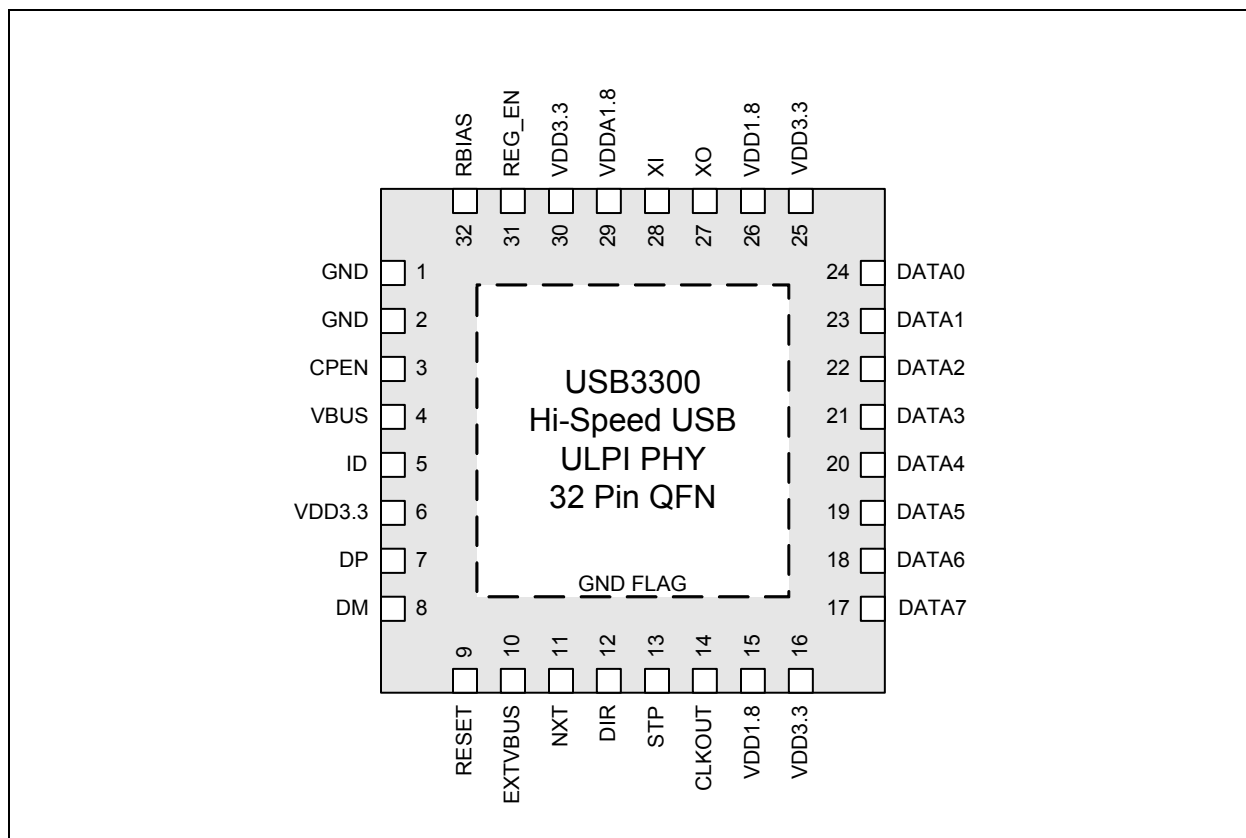 RBIAS
REG_EN
VDD3.3
VDDA1.8
XI
XO
VDD1.8
VDD3.3
32
31
30
29
28
27
26
25
GND 1
GND 2
CPEN 3
VBUS 4
ID 5
VDD3.3 6
DP 7
DM 8
USB3300
Hi-Speed USB
ULPI PHY
32 Pin QFN
GND FLAG
24 DATA0
23 DATA1
22 DATA2
21 DATA3
20 DATA4
19 DATA5
18 DATA6
17 DATA7
9
10
11
12
13
14
15
16
RESET
EXTVBUS
NXT
DIR
STP
CLKOUT
VDD1.8
VDD3.3